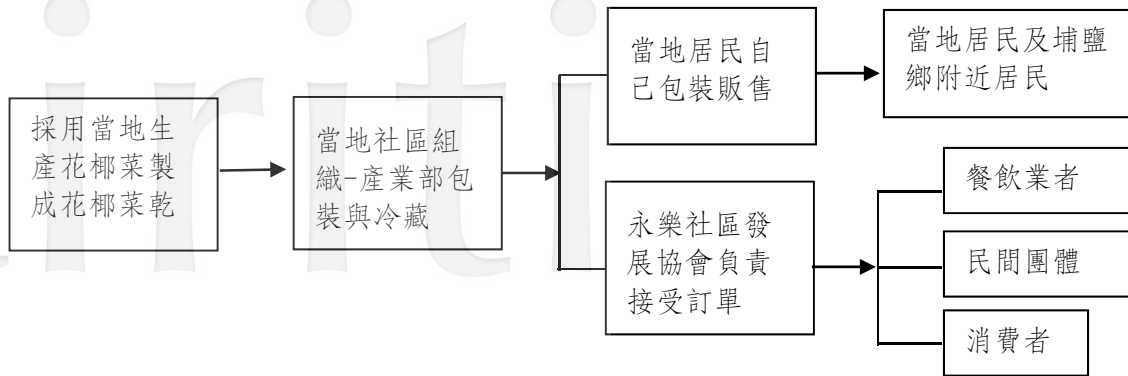 採用當地生
產花椰菜製
成花椰菜乾
當地社區組
織-產業部包
裝與冷藏
當地居民自
己包裝販售
當地居民及埔鹽
鄉附近居民
永樂社區發
展協會負責
接受訂單
餐飲業者
民間團體
消費者
airiti